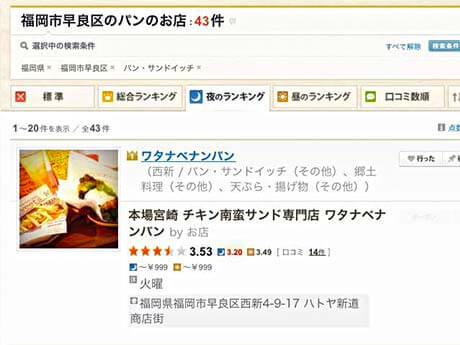 福岡市早良区のパンのお店：43件
選択中の検索条件
すべて解除
検索条件
福岡県 × 福岡市早良区 × パン・サンドイッチ ×
標準
総合ランキング
夜のランキング
昼のランキング
口コミ数順
1～20件を表示 / 全43件
ワタナベナンバン
行った
（西新 / パン・サンドイッチ（その他）、郷土
料理（その他）、天ぷら・揚げ物（その他））
本場宮崎 チキン南蛮サンド専門店 ワタナベナ
ンバン by お店
3.53 3.20 3.49 [ 口コミ 14件 ]
～￥999 ～￥999
火曜
福岡県福岡市早良区西新4-9-17 ハトヤ新道
商店街